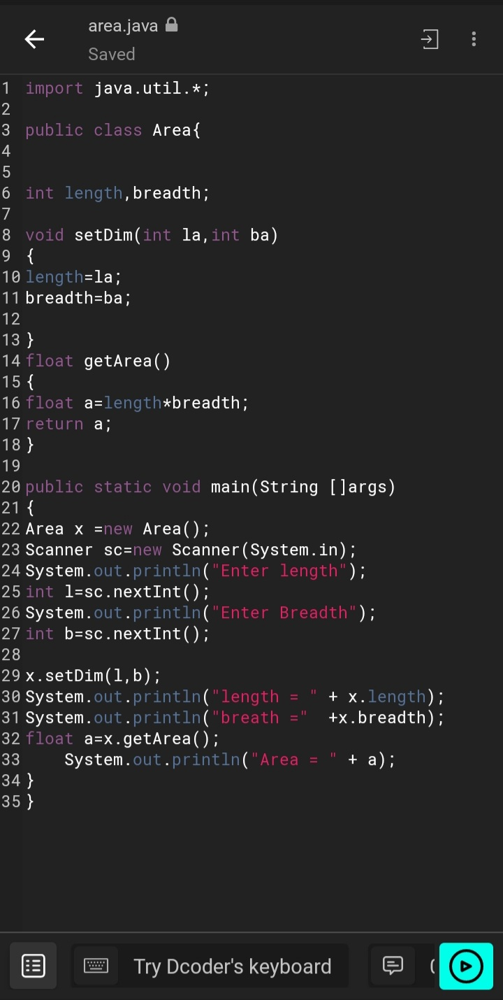 area.java
Saved
1 import java.util.*;
2
3 public class Area{
4
5
6 int length,breadth;
7
8 void setDim(int la,int ba)
9 {
10 length=la;
11 breadth=ba;
12
13 }
14 float getArea()
15 {
16 float a=length*breadth;
17 return a;
18 }
19
20 public static void main(String []args)
21 {
22 Area x =new Area();
23 Scanner sc=new Scanner(System.in);
24 System.out.println("Enter length");
25 int l=sc.nextInt();
26 System.out.println("Enter Breadth");
27 int b=sc.nextInt();
28
29 x.setDim(l,b);
30 System.out.println("length = " + x.length);
31 System.out.println("breath ="  +x.breadth);
32 float a=x.getArea();
33     System.out.println("Area = " + a);
34 }
35 }
Try Dcoder's keyboard